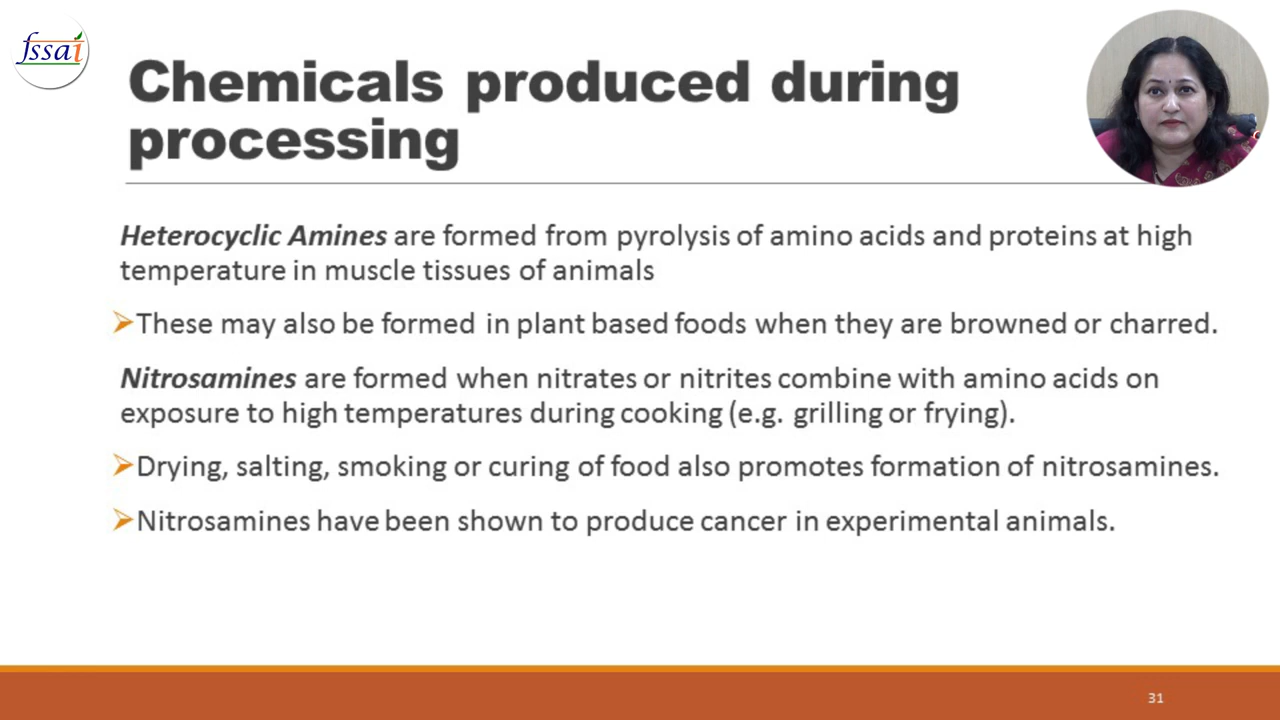 fssai
Chemicals produced during
processing
Heterocyclic Amines are formed from pyrolysis of amino acids and proteins at high
temperature in muscle tissues of animals
These may also be formed in plant based foods when they are browned or charred.
Nitrosamines are formed when nitrates or nitrites combine with amino acids on
exposure to high temperatures during cooking (e.g. grilling or frying).
Drying, salting, smoking or curing of food also promotes formation of nitrosamines.
Nitrosamines have been shown to produce cancer in experimental animals.
31